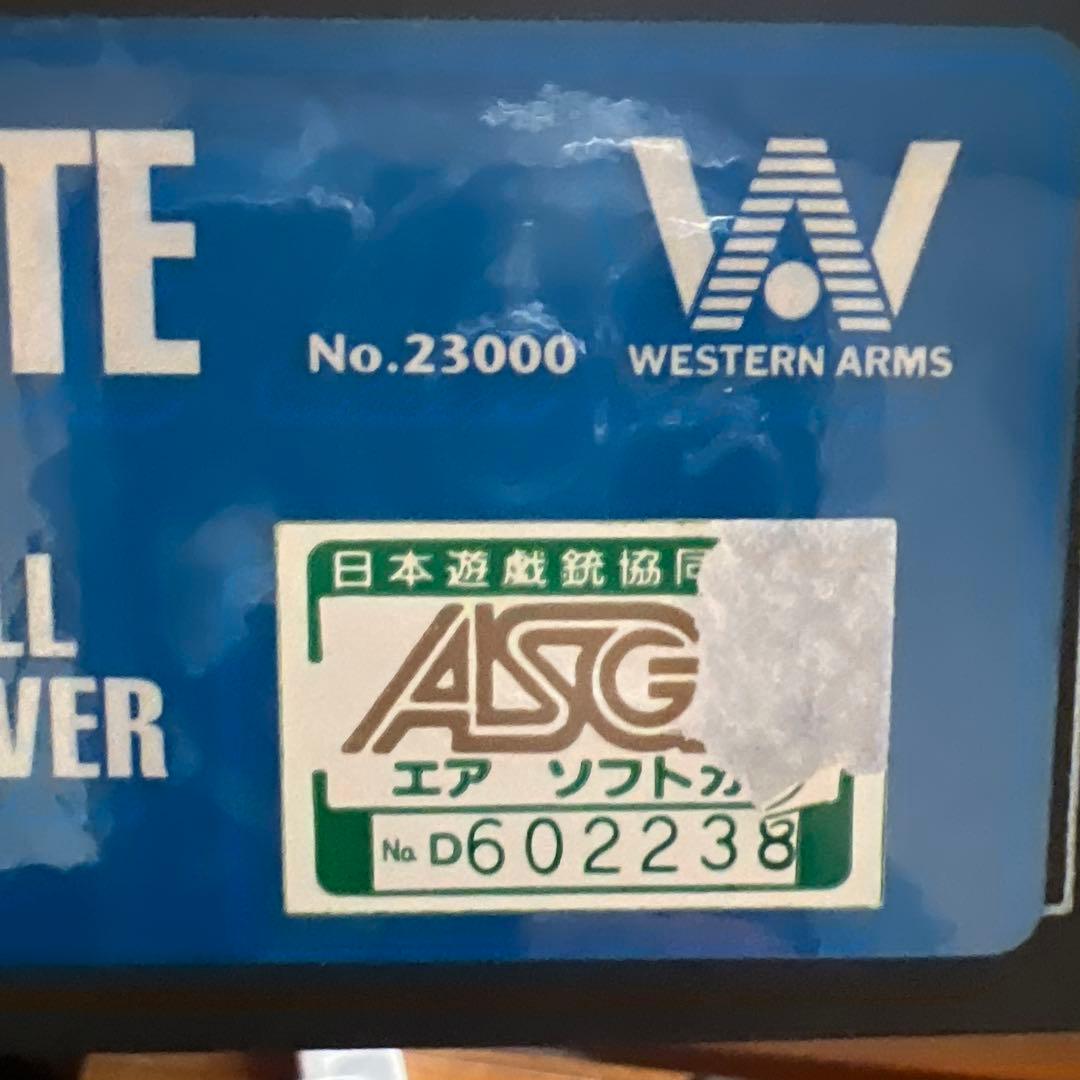 TE
No.23000
WESTERN ARMS
LL
VER
日本遊戯銃協同
ASG
エア ソフトガ
No. D602238